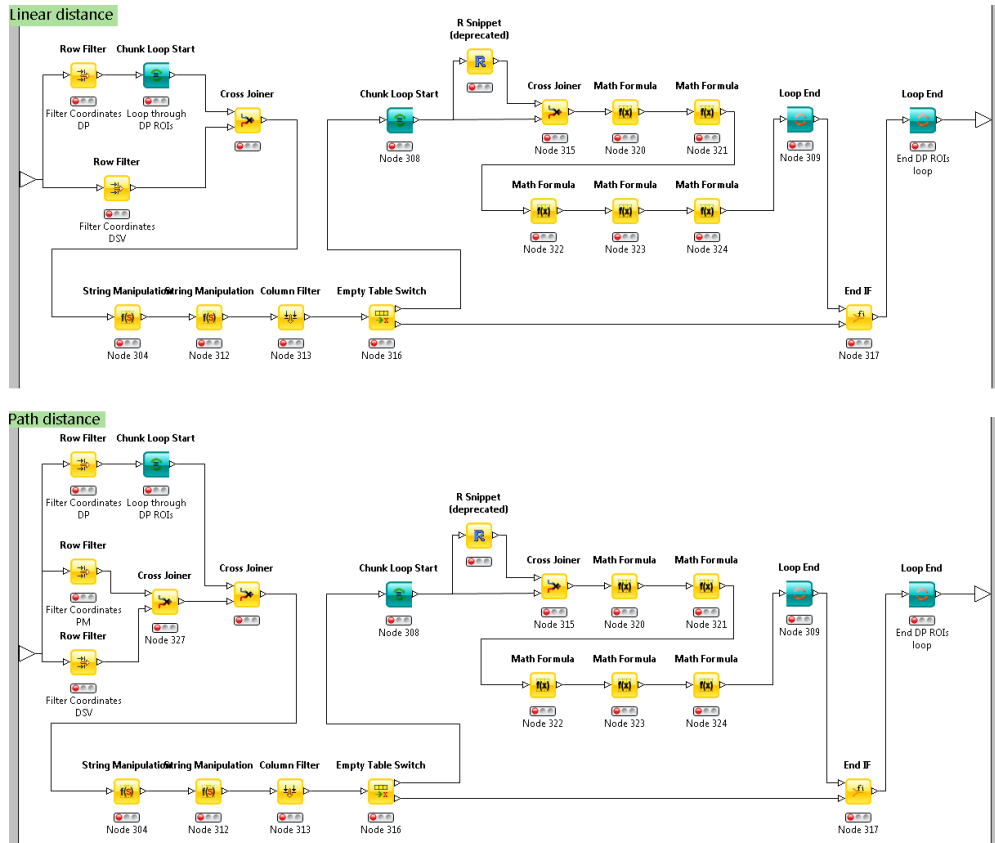 Linear distance
R Snippet
(deprecated)
Row Filter
Chunk Loop Start
Cross Joiner
Chunk Loop Start
Cross Joiner
Math Formula
Math Formula
Loop End
Loop End
Filter Coordinates
DP
Loop through
DP ROIs
Node 308
Node 315
Node 320
Node 321
Node 309
End DP ROIs
loop
Row Filter
Filter Coordinates
DSV
Math Formula
Math Formula
Math Formula
Node 322
Node 323
Node 324
String Manipulation
String Manipulation
Column Filter
Empty Table Switch
End IF
Node 304
Node 312
Node 313
Node 316
Node 317
Path distance
Row Filter
Chunk Loop Start
Filter Coordinates
DP
Loop through
DP ROIs
R Snippet
(deprecated)
Row Filter
Cross Joiner
Cross Joiner
Chunk Loop Start
Cross Joiner
Math Formula
Math Formula
Loop End
Loop End
Filter Coordinates
PM
Node 327
Node 308
Node 315
Node 320
Node 321
Node 309
End DP ROIs
loop
Row Filter
Filter Coordinates
DSV
Math Formula
Math Formula
Math Formula
Node 322
Node 323
Node 324
String Manipulation
String Manipulation
Column Filter
Empty Table Switch
End IF
Node 304
Node 312
Node 313
Node 316
Node 317